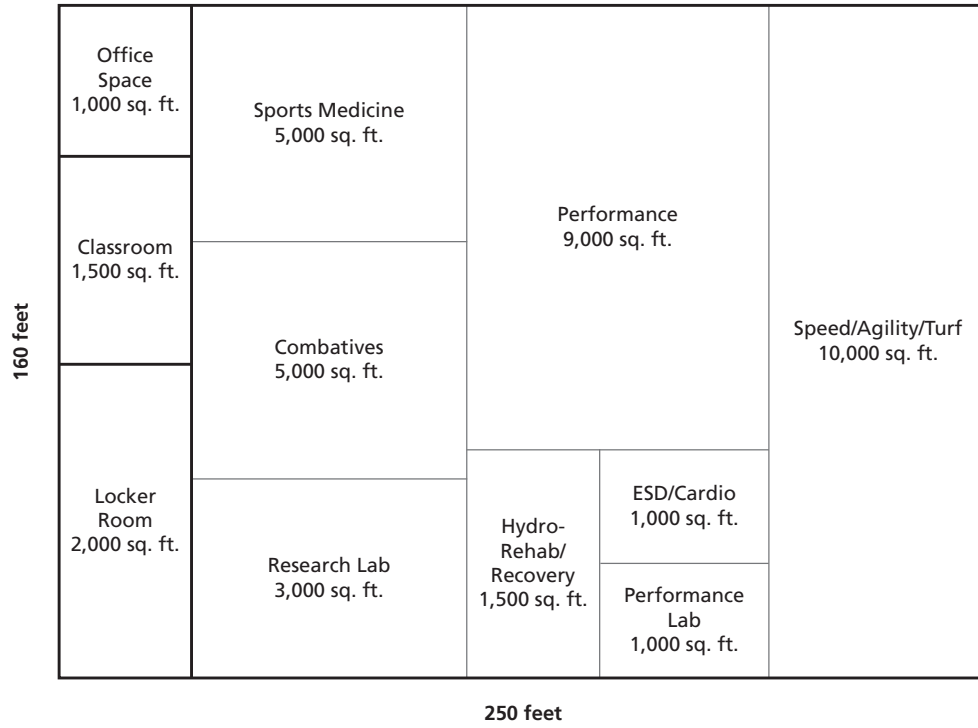 Office
Space
1,000 sq. ft.
Sports Medicine
5,000 sq. ft.
Performance
9,000 sq. ft.
Classroom
1,500 sq. ft.
Combatives
5,000 sq. ft.
Speed/Agility/Turf
10,000 sq. ft.
160 feet
Locker
Room
2,000 sq. ft.
Research Lab
3,000 sq. ft.
Hydro-
Rehab/
Recovery
1,500 sq. ft.
ESD/Cardio
1,000 sq. ft.
Performance
Lab
1,000 sq. ft.
250 feet